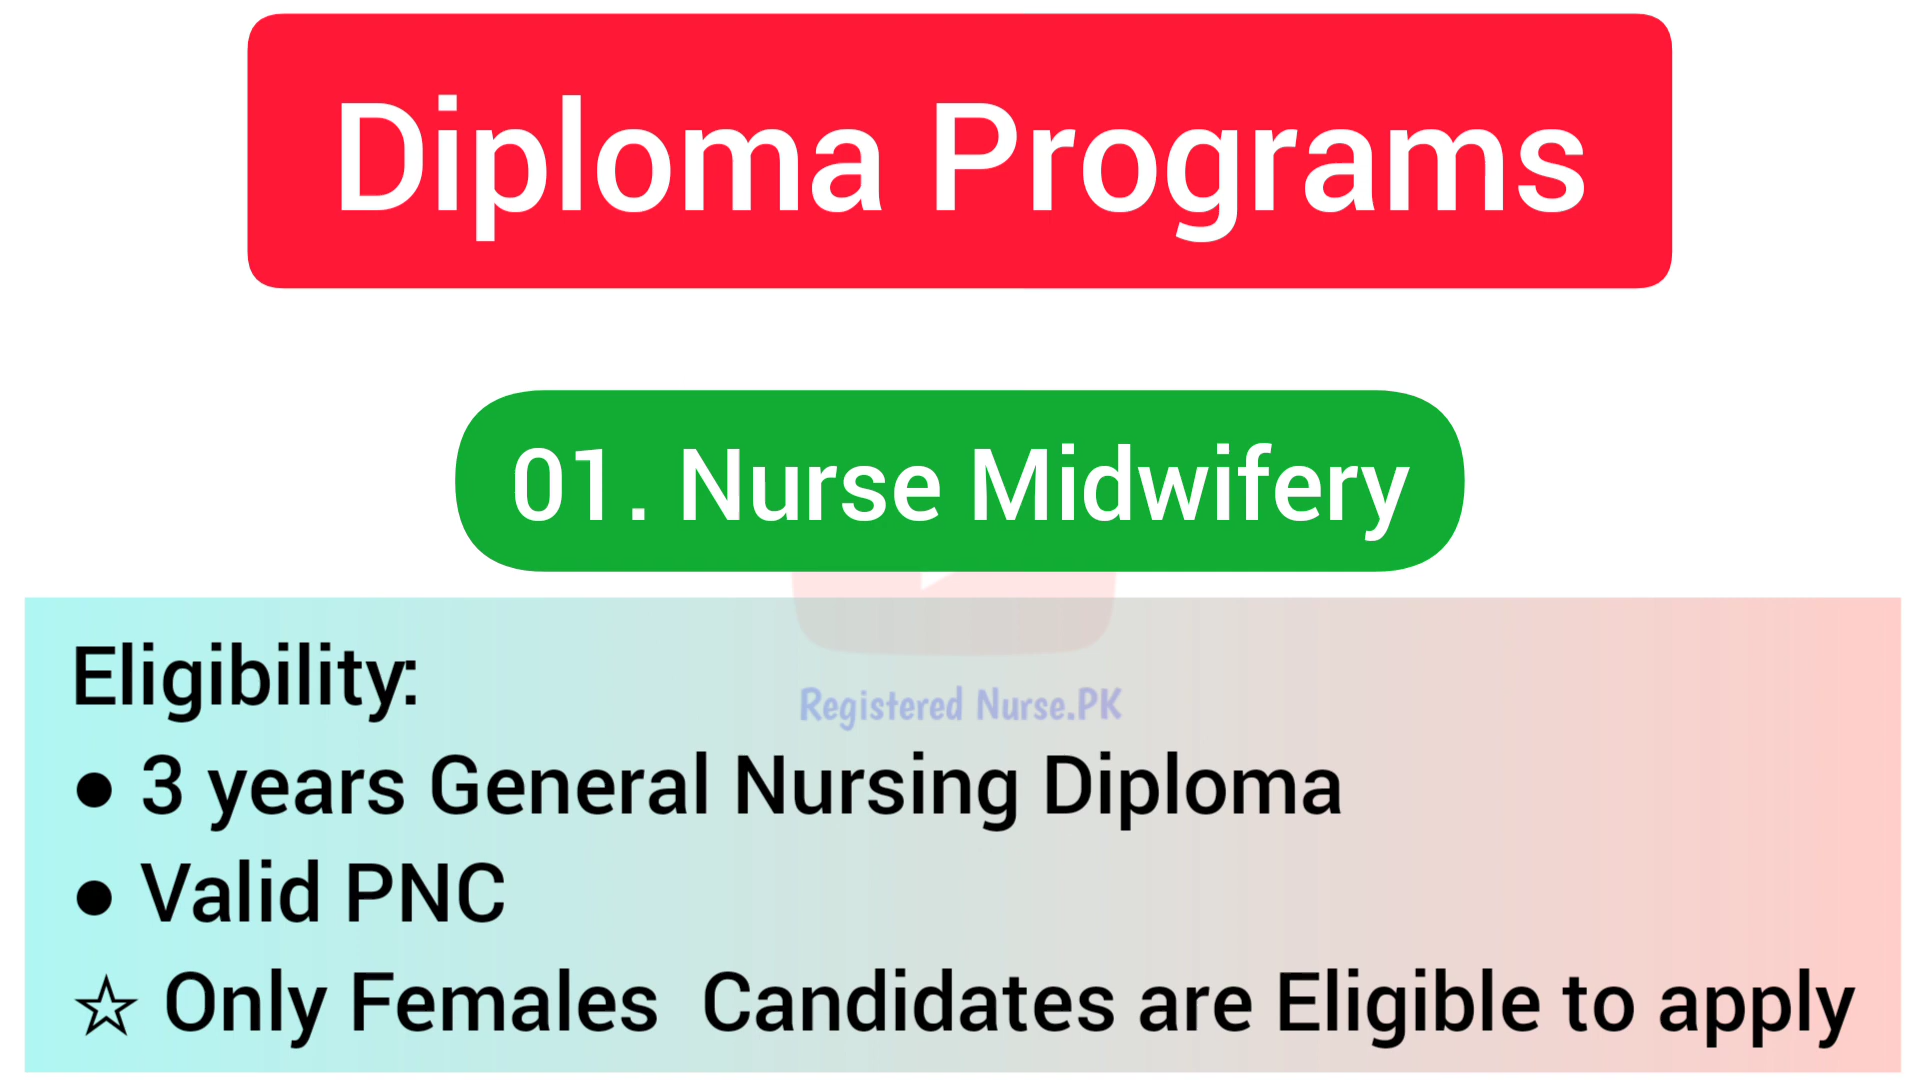 Diploma Programs
01. Nurse Midwifery
Registered Nurse.PK
Eligibility:
● 3 years General Nursing Diploma
● Valid PNC
☆ Only Females Candidates are Eligible to apply